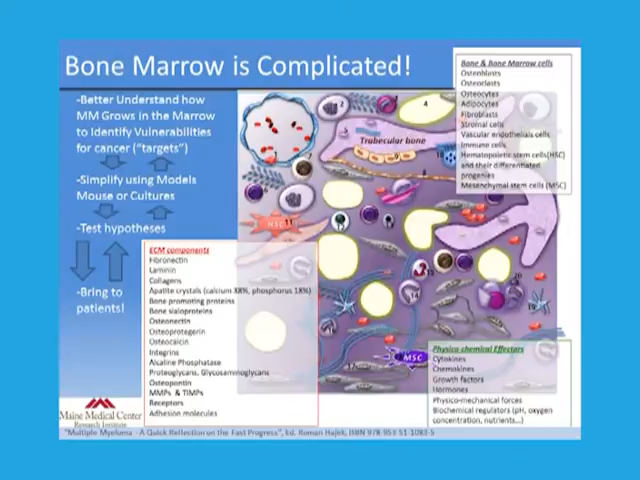 Bone Marrow is Complicated!
-Better Understand how
MM Grows in the Marrow
to Identify Vulnerabilities
for cancer ("targets")
-Simplify using Models
Mouse or Cultures
-Test hypotheses
-Bring to
patients!
Bone & Bone Marrow cells
Osteoblasts
Osteoclasts
Osteocytes
Adipocytes
Fibroblasts
Stromal cells
Vascular endothelials cells
Immune cells
Hematopoietic stem cells(HSC)
and their differentiated
progenies
Mesenchymal stem cells (MSC)
Trabecular bone
HSC
11
MSC
ECM components
Fibronectin
Laminin
Collagens
Apatite crystals (calcium 38%, phosphorus 18%)
Bone promoting proteins
Bone sialoproteins
Osteonectin
Osteoprotegerin
Osteocalcin
Integrins
Alcaline Phosphatase
Proteoglycans, Glycosaminoglycans
Osteopontin
MMPs & TIMPs
Receptors
Adhesion molecules
Physico-chemical Effectors
Cytokines
Chemokines
Growth factors
Hormones
Physico-mechanical forces
Biochemical regulators (pH, oxygen
concentration, nutrients...)
Maine Medical Center
Research Institute
"Multiple Myeloma - A Quick Reflection on the Fast Progress", ed. Roman Hajek, ISBN 978-953-51-1083-5